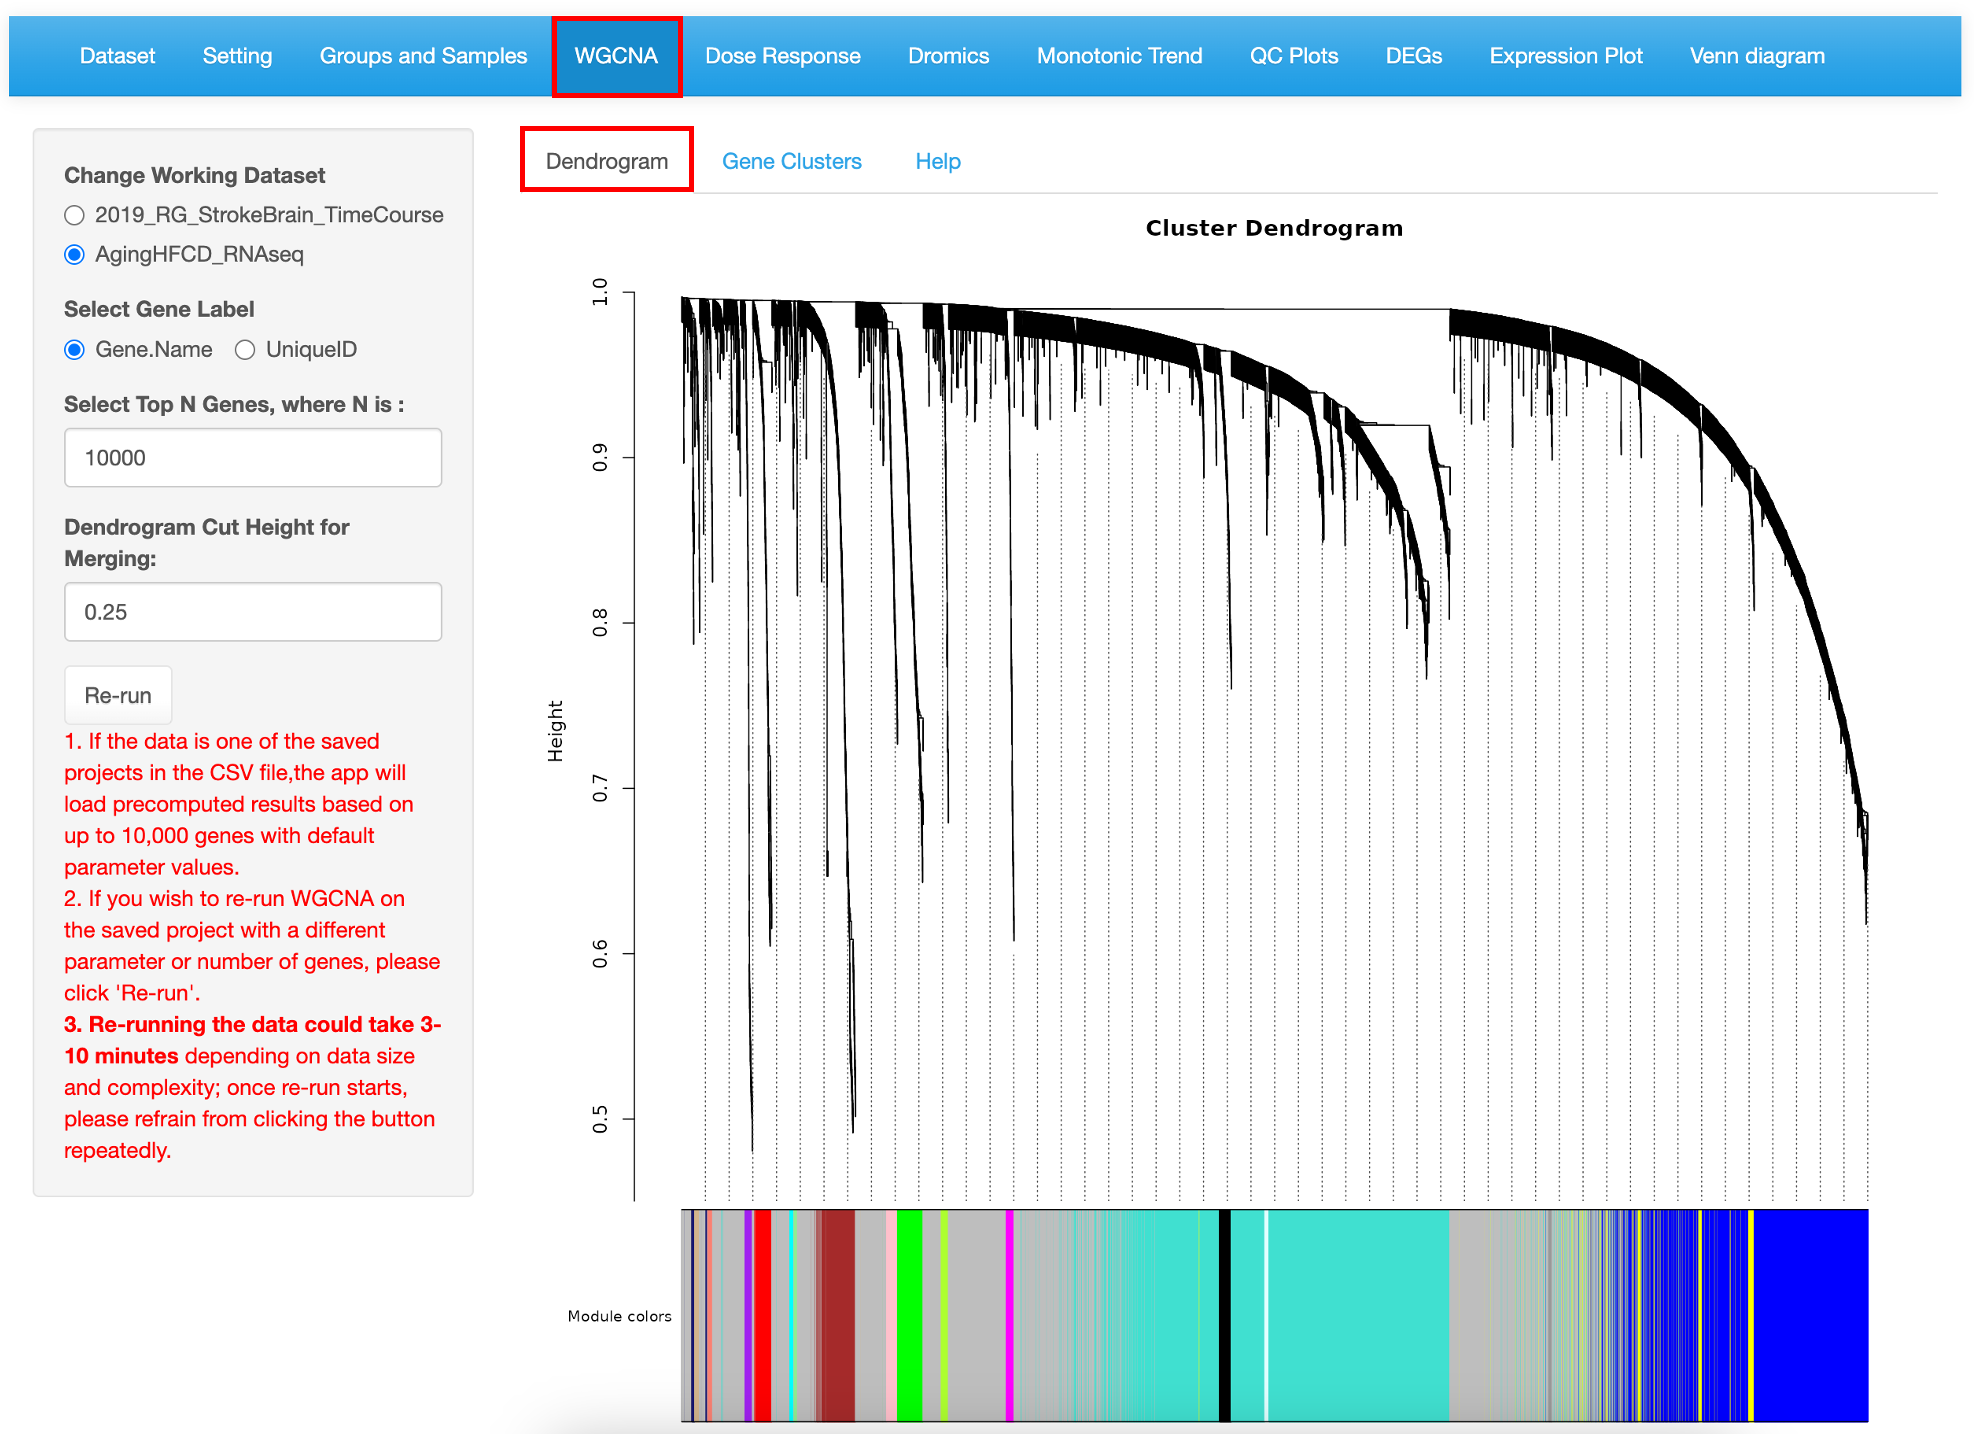 Dataset Setting Groups and Samples WGCNA Dose Response Dromics Monotonic Trend QC Plots DEGs Expression Plot Venn diagram
Change Working Dataset
2019_RG_StrokeBrain_TimeCourse
AgingHFCD_RNAseq
Select Gene Label
Gene.Name UniqueID
Select Top N Genes, where N is :
10000
Dendrogram Cut Height for
Merging:
0.25
Re-run
1. If the data is one of the saved
projects in the CSV file,the app will
load precomputed results based on
up to 10,000 genes with default
parameter values.
2. If you wish to re-run WGCNA on
the saved project with a different
parameter or number of genes, please
click 'Re-run'.
3. Re-running the data could take 3-
10 minutes depending on data size
and complexity; once re-run starts,
please refrain from clicking the button
repeatedly.
Dendrogram Gene Clusters Help
Cluster Dendrogram
Height
1.0
0.9
0.8
0.7
0.6
0.5
Module colors